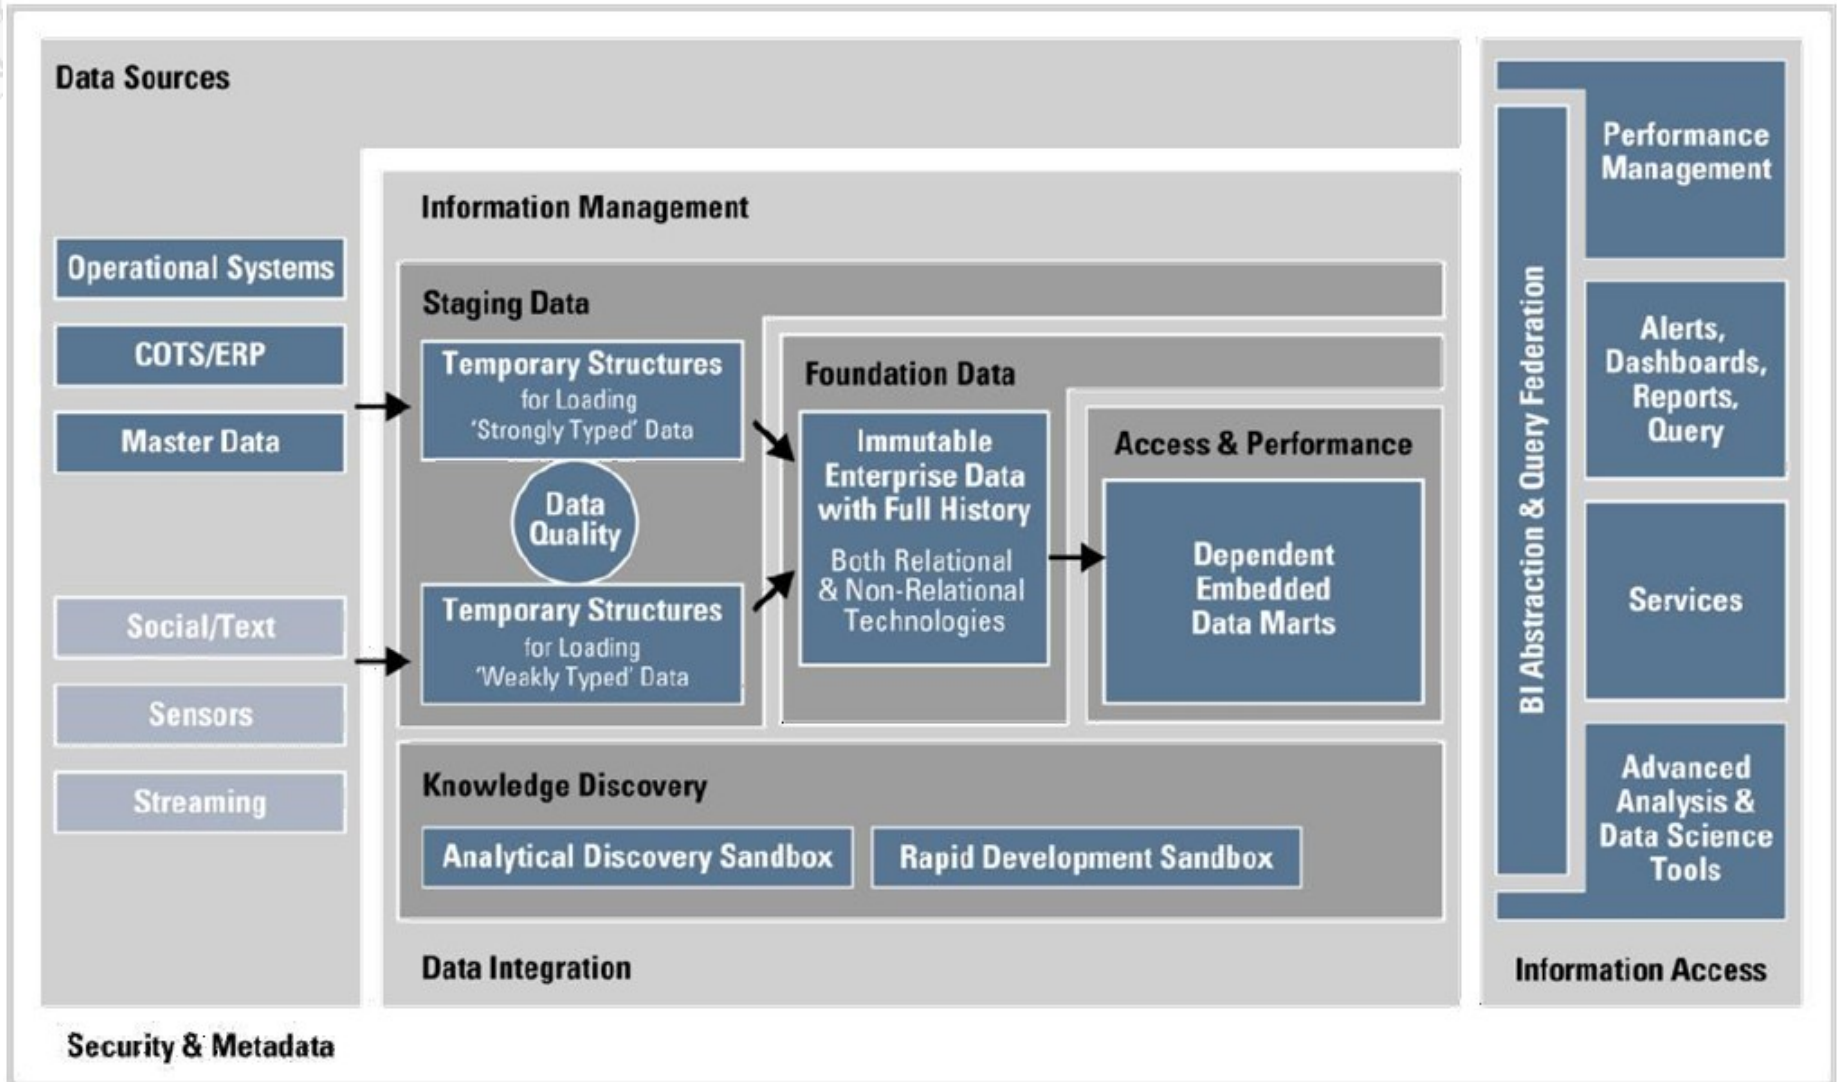 Data Sources
Operational Systems
COTS/ERP
Master Data
Social/Text
Sensors
Streaming
Information Management
Staging Data
Temporary Structures
for Loading
'Strongly Typed' Data
Data
Quality
Temporary Structures
for Loading
'Weakly Typed' Data
Foundation Data
Immutable
Enterprise Data
with Full History
Both Relational
& Non-Relational
Technologies
Access & Performance
Dependent
Embedded
Data Marts
Knowledge Discovery
Analytical Discovery Sandbox
Rapid Development Sandbox
Data Integration
BI Abstraction & Query Federation
Performance
Management
Alerts,
Dashboards,
Reports,
Query
Services
Advanced
Analysis &
Data Science
Tools
Information Access
Security & Metadata